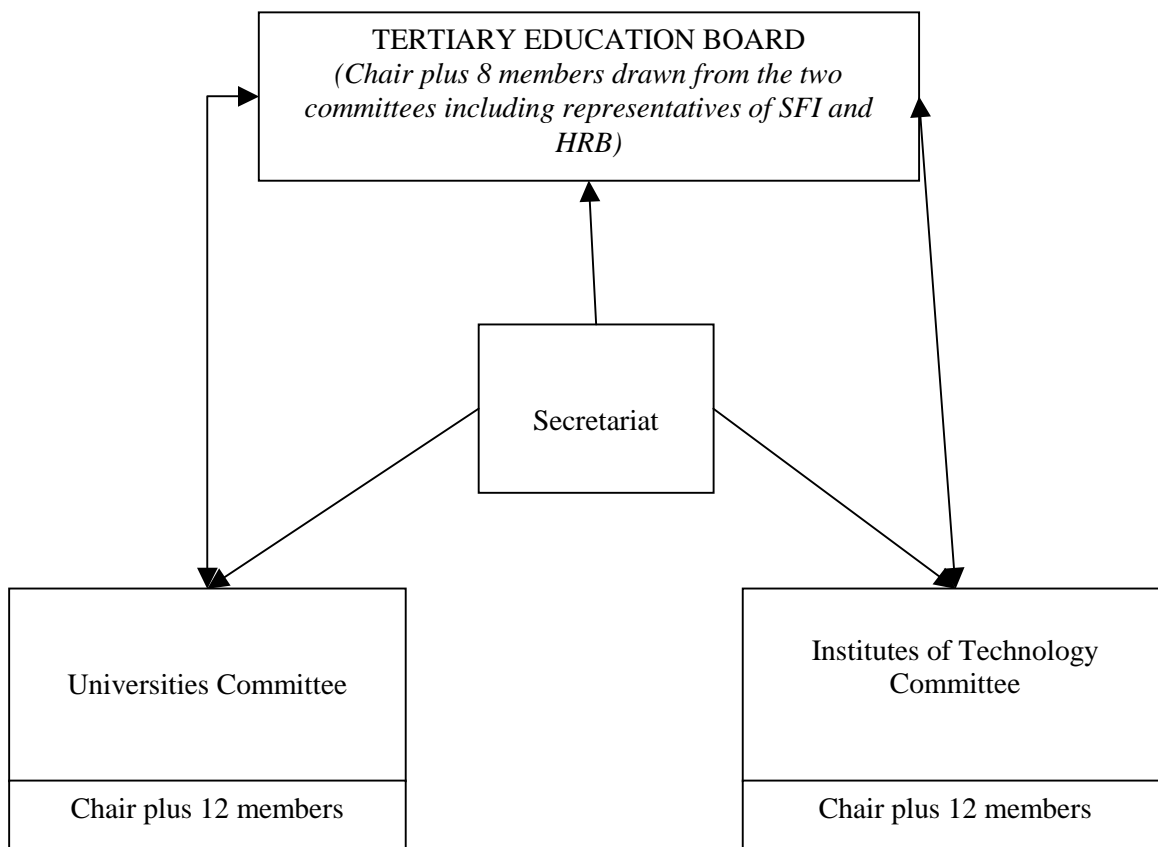 TERTIARY EDUCATION BOARD
(Chair plus 8 members drawn from the two
committees including representatives of SFI and
HRB)
Secretariat
Universities Committee
Chair plus 12 members
Institutes of Technology
Committee
Chair plus 12 members